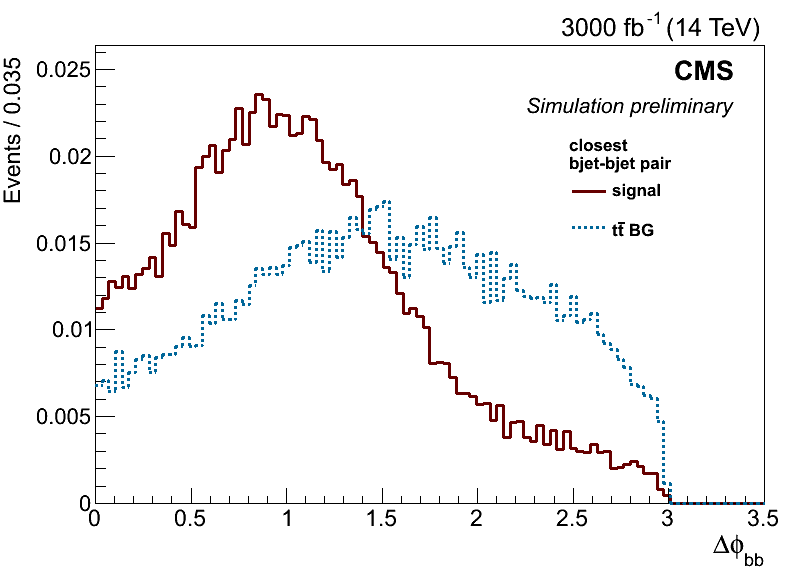 3000 fb⁻¹ (14 TeV)
Events / 0.035
0.025
0.02
0.015
0.01
0.005
0
CMS
Simulation preliminary
closest
bjet-bjet pair
signal
tt̄ BG
0 0.5 1 1.5 2 2.5 3 3.5
Δϕbb